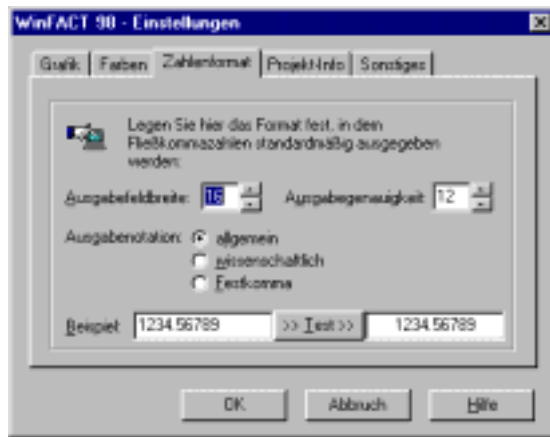 WinFACT 98 - Einstellungen
Grafik Farben Zahlenformat Projekt-Info Sonstiges
Legen Sie hier das Format fest, in dem
Fließkommazahlen standardmäßig ausgegeben
werden:
Ausgabefeldbreite: 16 Ausgabegenauigkeit 12
Ausgabenotation: allgemein
wissenschaftlich
Festkomma
Beispiel: 1234.56789 >> Test >> 1234.56789
OK Abbruch Hilfe